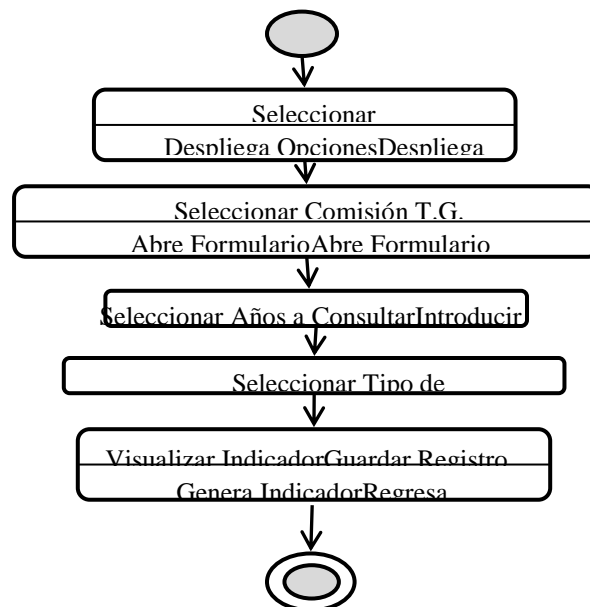 Seleccionar
Despliega OpcionesDespliega
Seleccionar Comisión T.G.
Abre FormularioAbre Formulario
Seleccionar Años a ConsultarIntroducir
Seleccionar Tipo de
Visualizar IndicadorGuardar Registro
Genera IndicadorRegresa